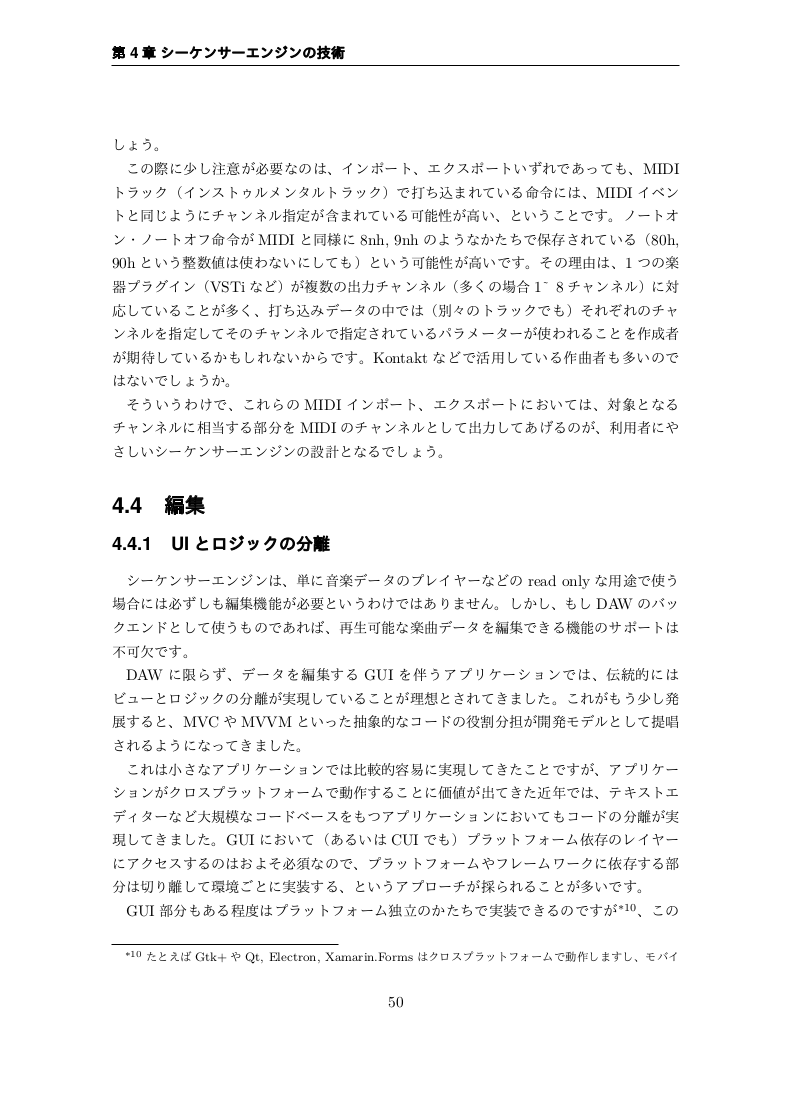 第 4 章 シーケンサーエンジンの技術
しょう。
この際に少し注意が必要なのは、インポート、エクスポートいずれであっても、MIDI
トラック（インストゥルメンタルトラック）で打ち込まれている命令には、MIDI イベン
トと同じようにチャンネル指定が含まれている可能性が高い、ということです。ノートオ
ン・ノートオフ命令が MIDI と同様に 8nh, 9nh のようなかたちで保存されている（80h,
90h という整数値は使わないにしても）という可能性が高いです。その理由は、1 つの楽
器プラグイン（VSTi など）が複数の出力チャンネル（多くの場合 1~ 8 チャンネル）に対
応していることが多く、打ち込みデータの中では（別々のトラックでも）それぞれのチャ
ンネルを指定してそのチャンネルで指定されているパラメーターが使われることを作成者
が期待しているかもしれないからです。Kontakt などで活用している作曲者も多いので
はないでしょうか。
そういうわけで、これらの MIDI インポート、エクスポートにおいては、対象となる
チャンネルに相当する部分を MIDI のチャンネルとして出力してあげるのが、利用者にや
さしいシーケンサーエンジンの設計となるでしょう。
4.4 編集
4.4.1 UI とロジックの分離
シーケンサーエンジンは、単に音楽データのプレイヤーなどの read only な用途で使う
場合には必ずしも編集機能が必要というわけではありません。しかし、もし DAW のバッ
クエンドとして使うものであれば、再生可能な楽曲データを編集できる機能のサポートは
不可欠です。
DAW に限らず、データを編集する GUI を伴うアプリケーションでは、伝統的には
ビューとロジックの分離が実現していることが理想とされてきました。これがもう少し発
展すると、MVC や MVVM といった抽象的なコードの役割分担が開発モデルとして提唱
されるようになってきました。
これは小さなアプリケーションでは比較的容易に実現してきたことですが、アプリケー
ションがクロスプラットフォームで動作することに価値が出てきた近年では、テキストエ
ディターなど大規模なコードベースをもつアプリケーションにおいてもコードの分離が実
現してきました。GUI において（あるいは CUI でも）プラットフォーム依存のレイヤー
にアクセスするのはおよそ必須なので、プラットフォームやフレームワークに依存する部
分は切り離して環境ごとに実装する、というアプローチが採られることが多いです。
GUI 部分もある程度はプラットフォーム独立のかたちで実装できるのですが*10、この
*10 たとえば Gtk+ や Qt, Electron, Xamarin.Forms はクロスプラットフォームで動作しますし、モバイ
50